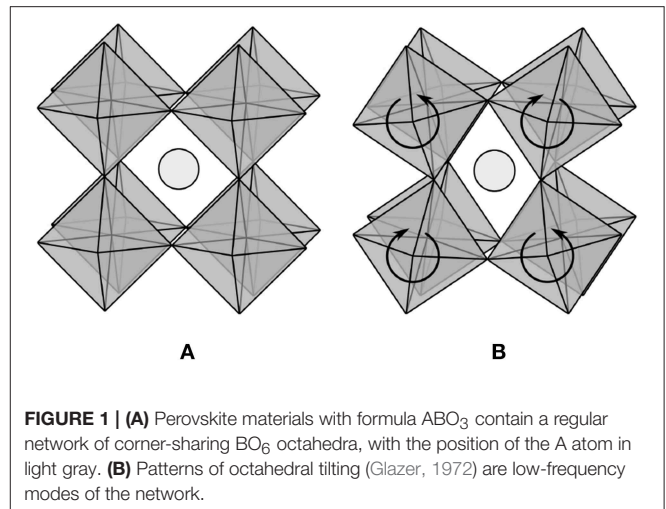 A
B
FIGURE 1 | (A) Perovskite materials with formula ABO₃ contain a regular
network of corner-sharing BO₆ octahedra, with the position of the A atom in
light gray. (B) Patterns of octahedral tilting (Glazer, 1972) are low-frequency
modes of the network.